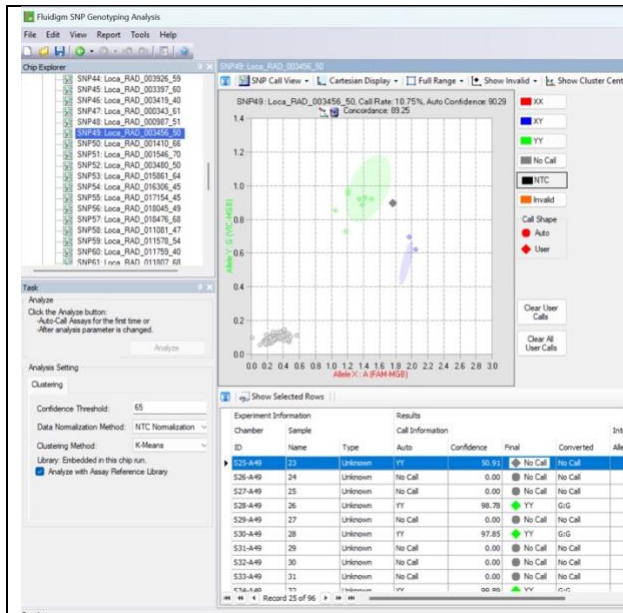 Fluidigm SNP Genotyping Analysis
File Edit View Report Tools Help
Chip Explorer
SNP44: Loca_RAD_003926_59
SNP45: Loca_RAD_003397_60
SNP46: Loca_RAD_003419_40
SNP47: Loca_RAD_000343_61
SNP48: Loca_RAD_000987_51
SNP49: Loca_RAD_003456_50
SNP50: Loca_RAD_001410_66
SNP51: Loca_RAD_001546_70
SNP52: Loca_RAD_003480_50
SNP53: Loca_RAD_015861_64
SNP54: Loca_RAD_016306_45
SNP55: Loca_RAD_017154_45
SNP56: Loca_RAD_018045_49
SNP57: Loca_RAD_018476_68
SNP58: Loca_RAD_011081_47
SNP59: Loca_RAD_011578_54
SNP60: Loca_RAD_011759_40
SNP61: Loca_RAD_011807_68
Task
Analyze
Click the Analyze button:
-Auto-Call Assays for the first time or
-After analysis parameter is changed.
Analyze
Analysis Setting
Clustering
Confidence Threshold: 65
Data Normalization Method: NTC Normalization
Clustering Method: K-Means
Library: Embedded in this chip run.
Analyze with Assay Reference Library
SNP49: Loca_RAD_003456_50
SNP Call View Cartesian Display Full Range Show Invalid Show Cluster Cent
SNP49: Loca_RAD_003456_50, Call Rate: 10.75%, Auto Confidence: 90.29
Concordance: 89.25
1.4
1.2
1.0
0.8
0.6
0.4
0.2
0.0
Allele Y: G (VIC-MGB)
0.0 0.2 0.4 0.6 0.8 1.0 1.2 1.4 1.6 1.8 2.0 2.2 2.4 2.6 2.8 3.0
Allele X: A (FAM-MGB)
XX
XY
YY
No Call
NTC
Invalid
Call Shape
Auto
User
Clear User
Calls
Clear All
User Calls
Show Selected Rows
Experiment Information Results
Chamber Sample Call Information Int
ID Name Type Auto Confidence Final Converted Alle
S25-A49 23 Unknown YY 50.91 No Call No Call
S26-A49 24 Unknown No Call 0.00 No Call No Call
S27-A49 25 Unknown No Call 0.00 No Call No Call
S28-A49 26 Unknown YY 98.78 YY G:G
S29-A49 27 Unknown No Call 0.00 No Call No Call
S30-A49 28 Unknown YY 97.85 YY G:G
S31-A49 29 Unknown No Call 0.00 No Call No Call
S32-A49 30 Unknown No Call 0.00 No Call No Call
S33-A49 31 Unknown No Call 0.00 No Call No Call
S34-A49 32 Unknown YY 99.89 YY G:G
Record 25 of 96